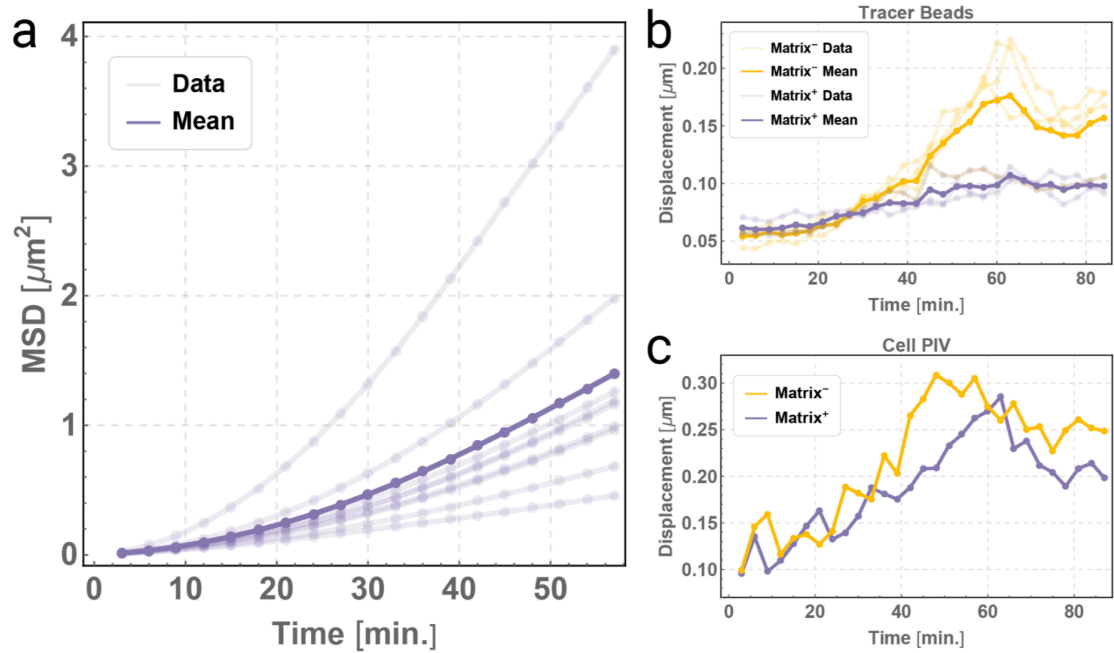 a
MSD [μm²]
4
3
2
1
0
Data
Mean
0 10 20 30 40 50
Time [min.]
b
Tracer Beads
Displacement [μm]
0.20
0.15
0.10
0.05
Matrix⁻ Data
Matrix⁻ Mean
Matrix⁺ Data
Matrix⁺ Mean
0 20 40 60 80
Time [min.]
c
Cell PIV
Displacement [μm]
0.30
0.25
0.20
0.15
0.10
Matrix⁻
Matrix⁺
0 20 40 60 80
Time [min.]